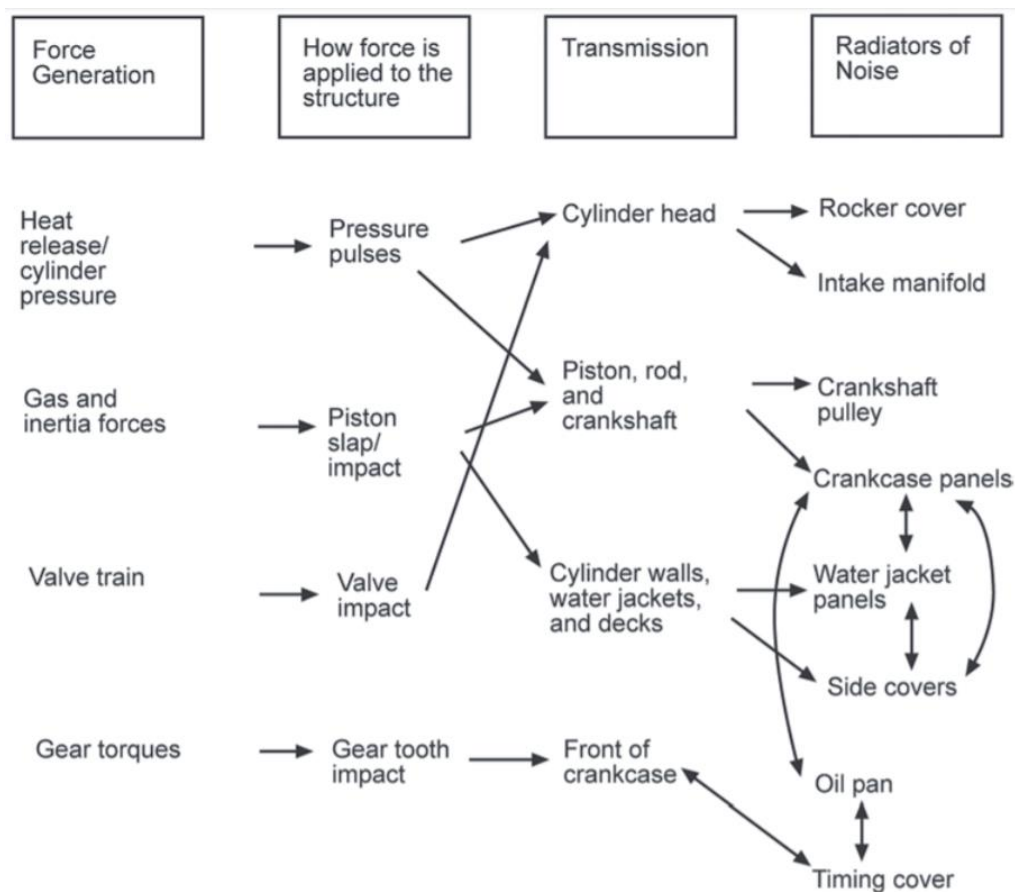 Force
Generation
How force is
applied to the
structure
Transmission
Radiators of
Noise
Heat
release/
cylinder
pressure
Pressure
pulses
Cylinder head
Rocker cover
Intake manifold
Gas and
inertia forces
Piston
slap/
impact
Piston, rod,
and
crankshaft
Crankshaft
pulley
Crankcase panels
Valve train
Valve
impact
Cylinder walls,
water jackets,
and decks
Water jacket
panels
Side covers
Gear torques
Gear tooth
impact
Front of
crankcase
Oil pan
Timing cover